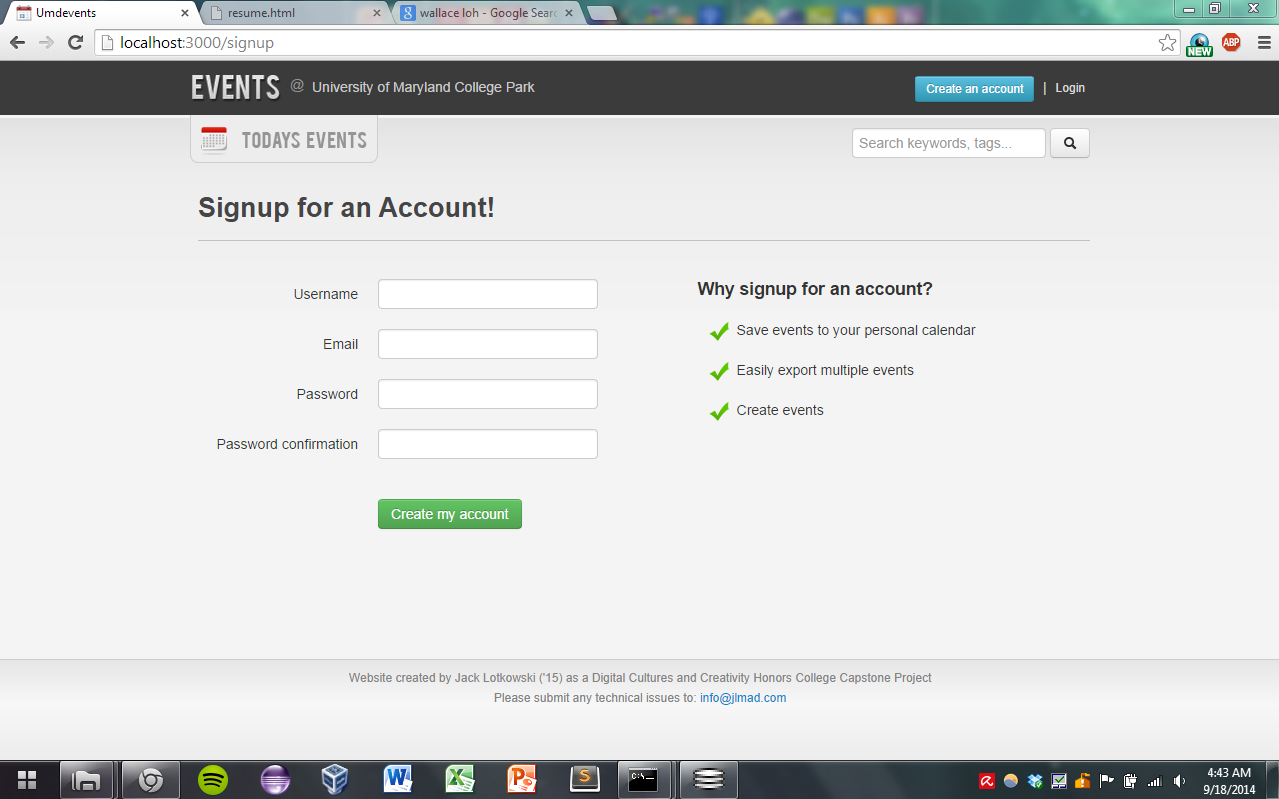 Umdevents
resume.html
wallace loh - Google Sear
localhost:3000/signup
NEW
ABP
EVENTS @ University of Maryland College Park
Create an account | Login
TODAYS EVENTS
Search keywords, tags...
Signup for an Account!
Username
Email
Password
Password confirmation
Create my account
Why signup for an account?
Save events to your personal calendar
Easily export multiple events
Create events
Website created by Jack Lotkowski ('15) as a Digital Cultures and Creativity Honors College Capstone Project
Please submit any technical issues to: info@jlmad.com
C:\.
4:43 AM
9/18/2014